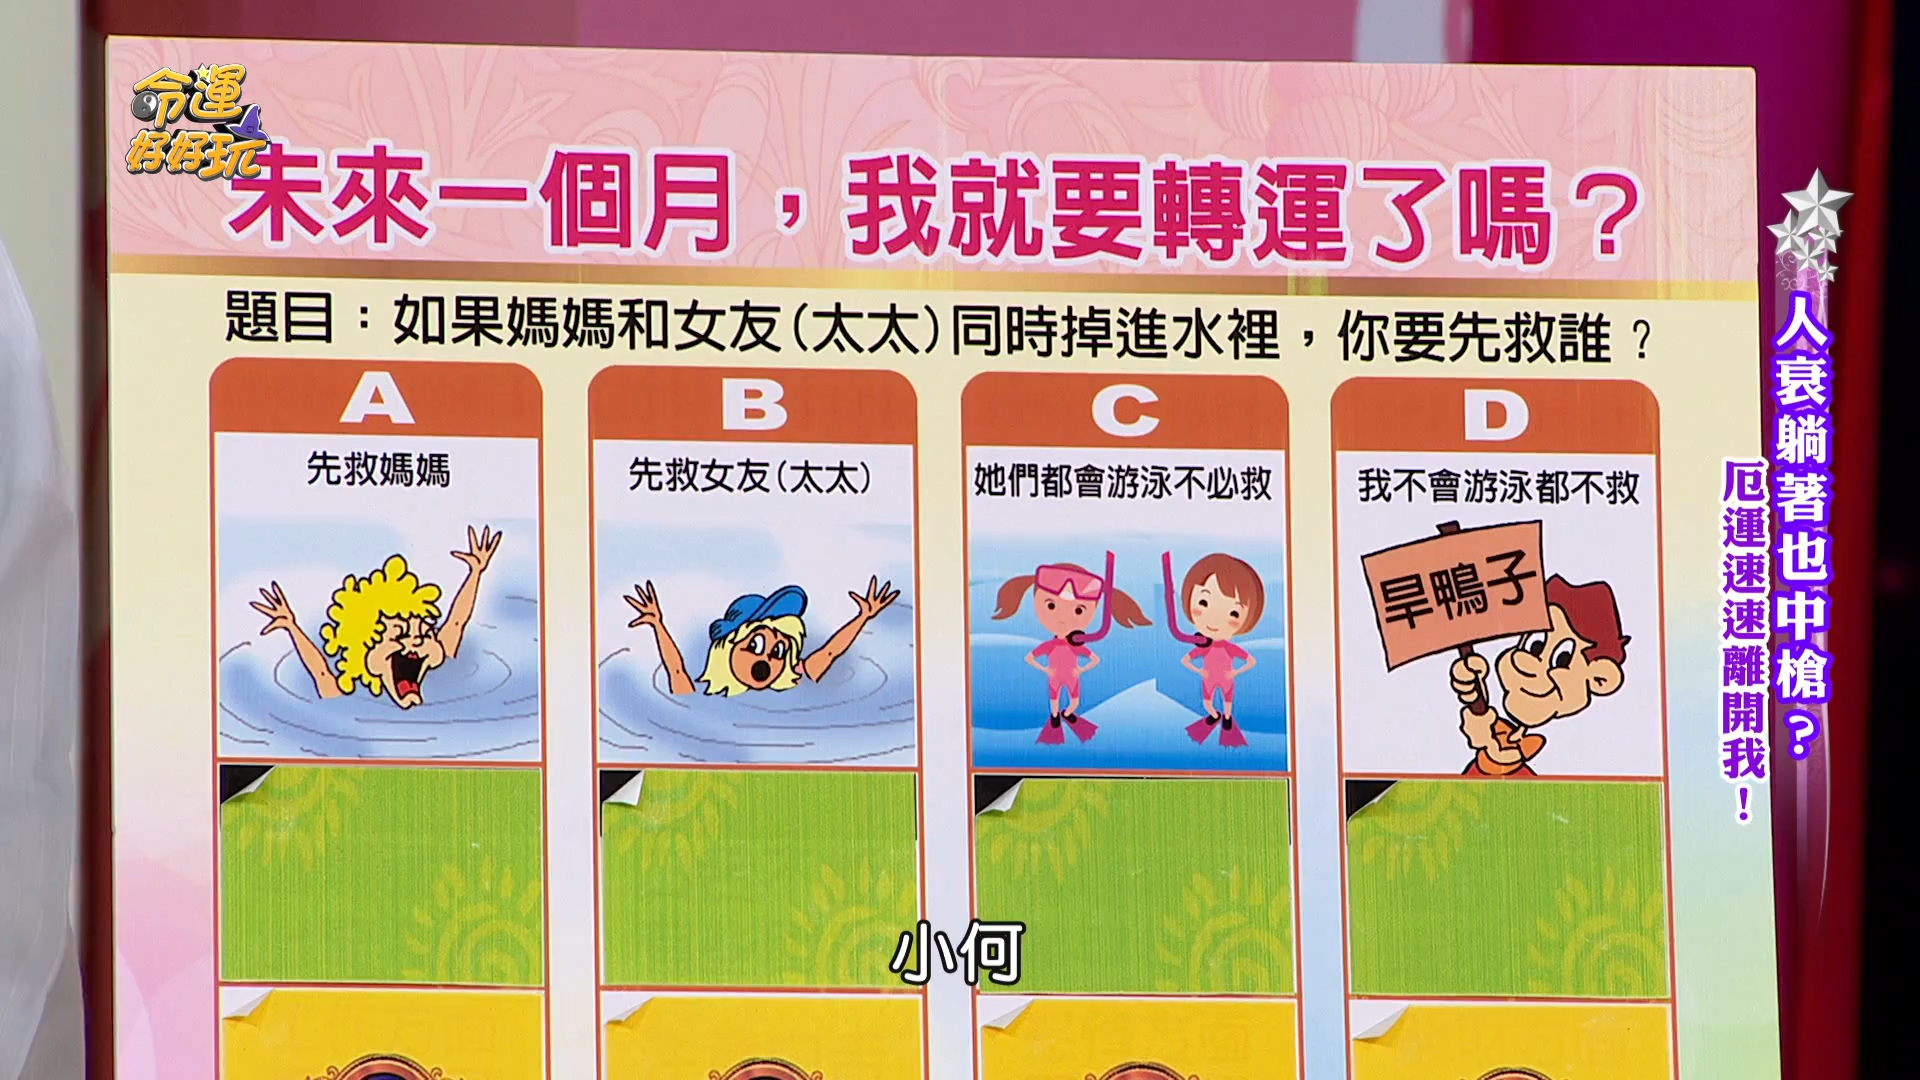 命運
好好玩
未來一個月，我就要轉運了嗎？
題目：如果媽媽和女友(太太)同時掉進水裡，你要先救誰？
A
先救媽媽
B
先救女友(太太)
C
她們都會游泳不必救
D
我不會游泳都不救
旱鴨子
人衰躺著也中槍？
厄運速速離開我！
小何